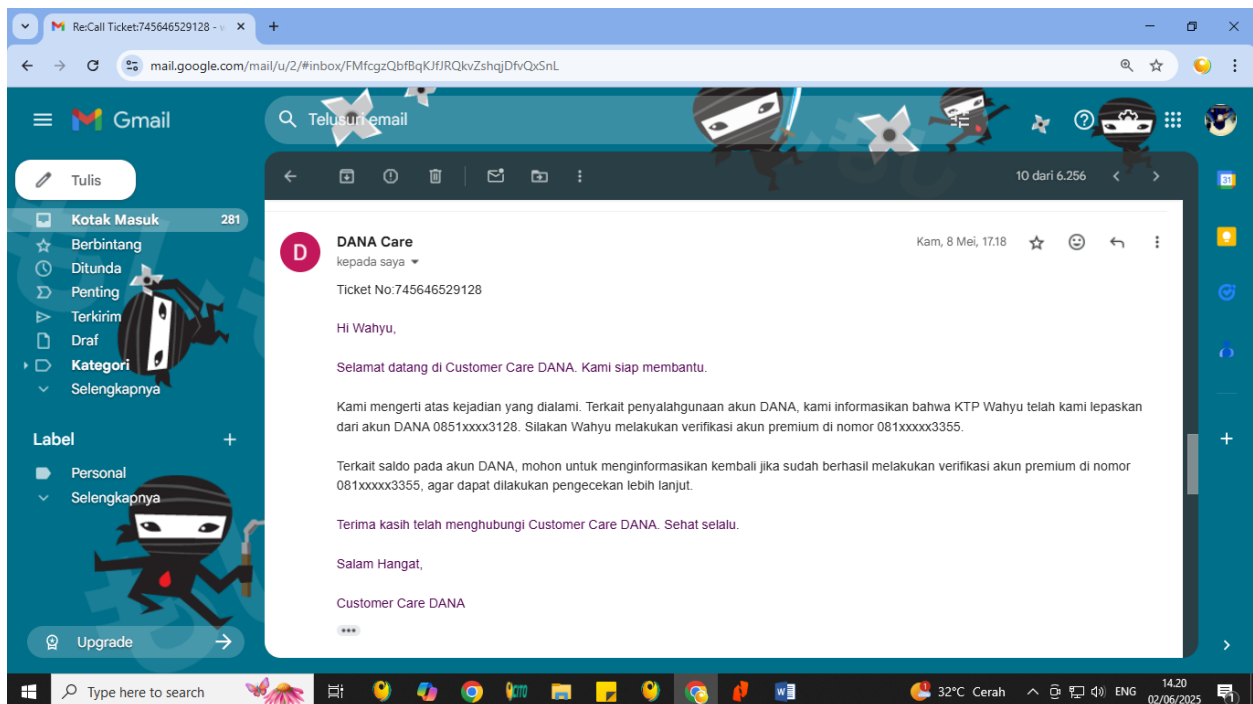 Re:Call Ticket:745646529128 - w
mail.google.com/mail/u/2/#inbox/FMfcgzQbfBqKJfJRQkvZshqjDfvQxSnL
Gmail
Telusuri email
Tulis
10 dari 6.256
31
Kotak Masuk 281
Berbintang
Ditunda
Penting
Terkirim
Draf
Kategori
Selengkapnya
Label
Personal
Selengkapnya
Upgrade
D
DANA Care
Kam, 8 Mei, 17.18
kepada saya
Ticket No:745646529128
Hi Wahyu,
Selamat datang di Customer Care DANA. Kami siap membantu.
Kami mengerti atas kejadian yang dialami. Terkait penyalahgunaan akun DANA, kami informasikan bahwa KTP Wahyu telah kami lepaskan
dari akun DANA 0851xxxx3128. Silakan Wahyu melakukan verifikasi akun premium di nomor 081xxxxx3355.
Terkait saldo pada akun DANA, mohon untuk menginformasikan kembali jika sudah berhasil melakukan verifikasi akun premium di nomor
081xxxxx3355, agar dapat dilakukan pengecekan lebih lanjut.
Terima kasih telah menghubungi Customer Care DANA. Sehat selalu.
Salam Hangat,
Customer Care DANA
Type here to search
32°C Cerah
ENG
14.20
02/06/2025